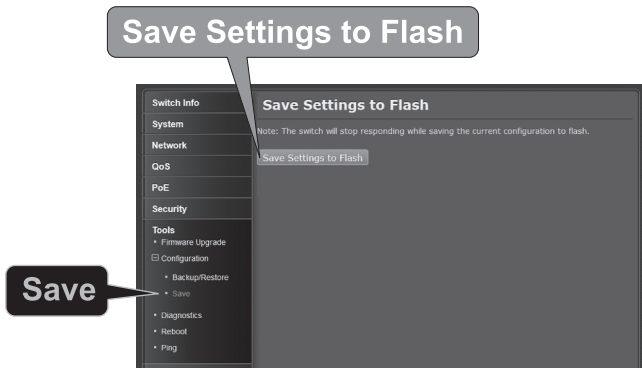 Save Settings to Flash
Switch Info
System
Network
QoS
PoE
Security
Tools
• Firmware Upgrade
Configuration
• Backup/Restore
• Save
• Diagnostics
• Reboot
• Ping
Save Settings to Flash
Note: The switch will stop responding while saving the current configuration to flash.
Save Settings to Flash
Save